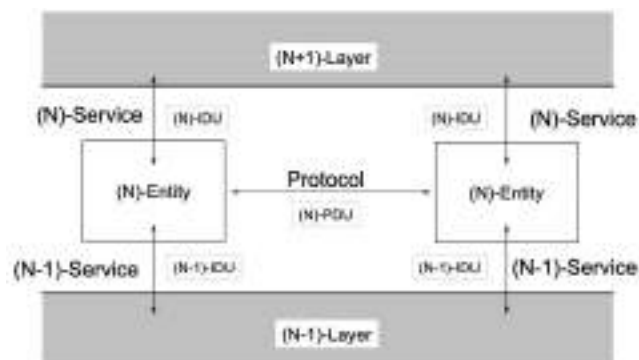 (N+1)-Layer
(N)-Service (N)-IDU (N)-IDU (N)-Service
(N)-Entity Protocol (N)-Entity
(N)-PDU
(N-1)-Service (N-1)-IDU (N-1)-IDU (N-1)-Service
(N-1)-Layer